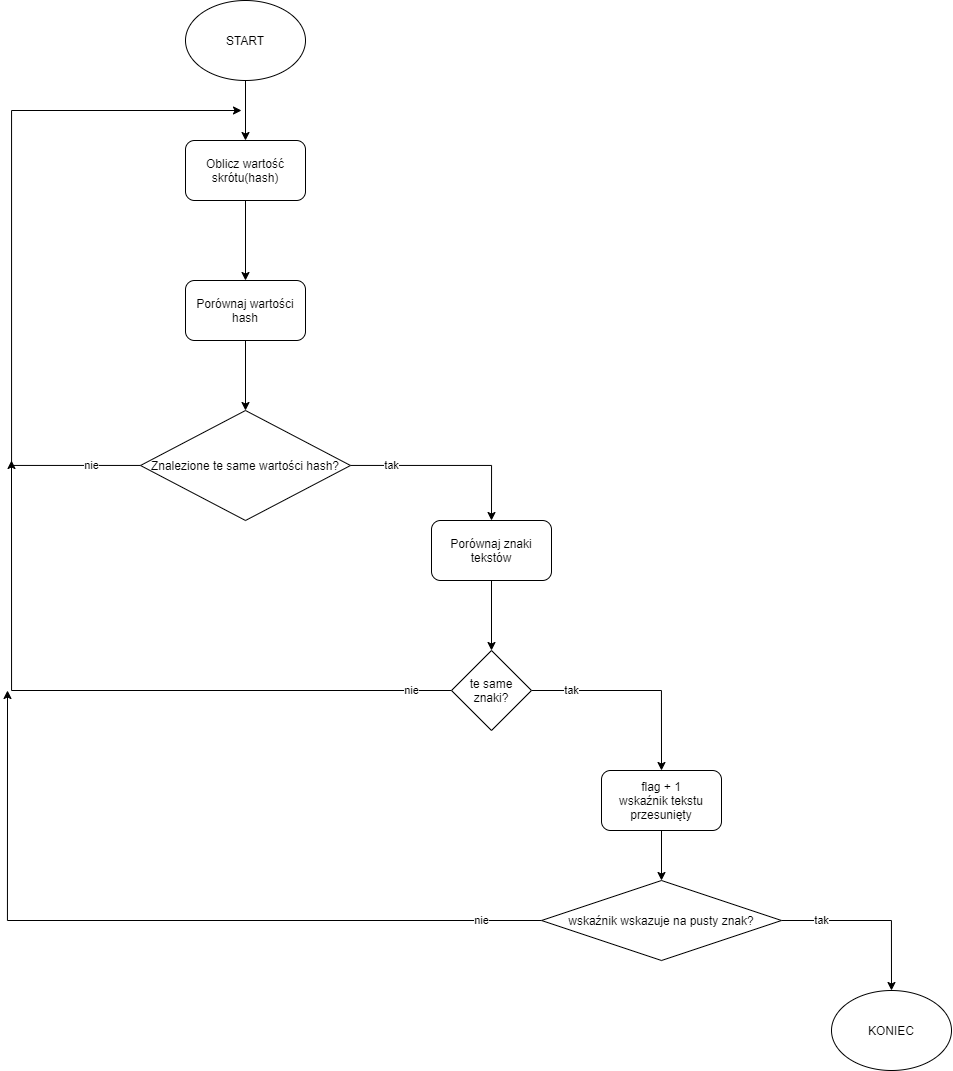 START
Oblicz wartość
skrótu(hash)
Porównaj wartości
hash
Znalezione te same wartości hash?
nie
tak
Porównaj znaki
tekstów
te same
znaki?
nie
tak
flag + 1
wskaźnik tekstu
przesunięty
wskaźnik wskazuje na pusty znak?
nie
tak
KONIEC